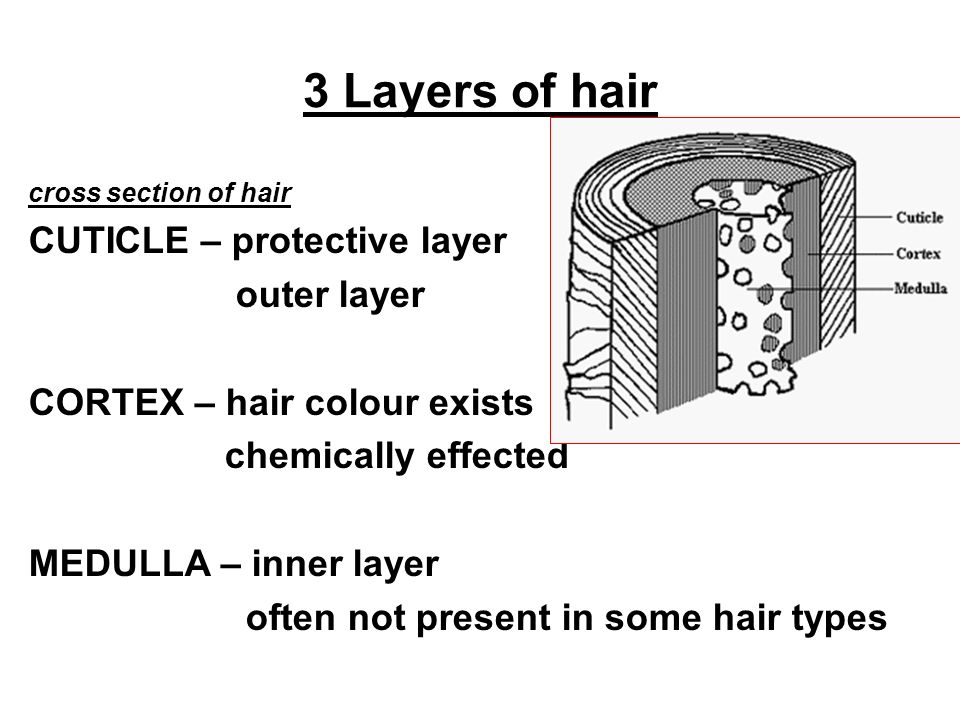 3 Layers of hair
cross section of hair
CUTICLE – protective layer
outer layer
CORTEX – hair colour exists
chemically effected
MEDULLA – inner layer
often not present in some hair types
Cuticle
Cortex
Medulla